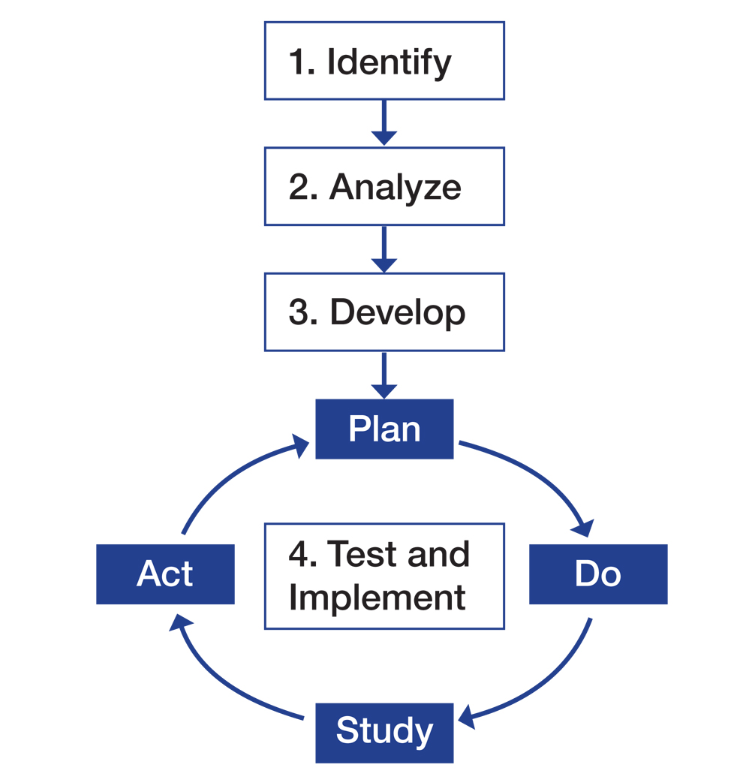 1. Identify
2. Analyze
3. Develop
Plan
Act
4. Test and
Implement
Do
Study